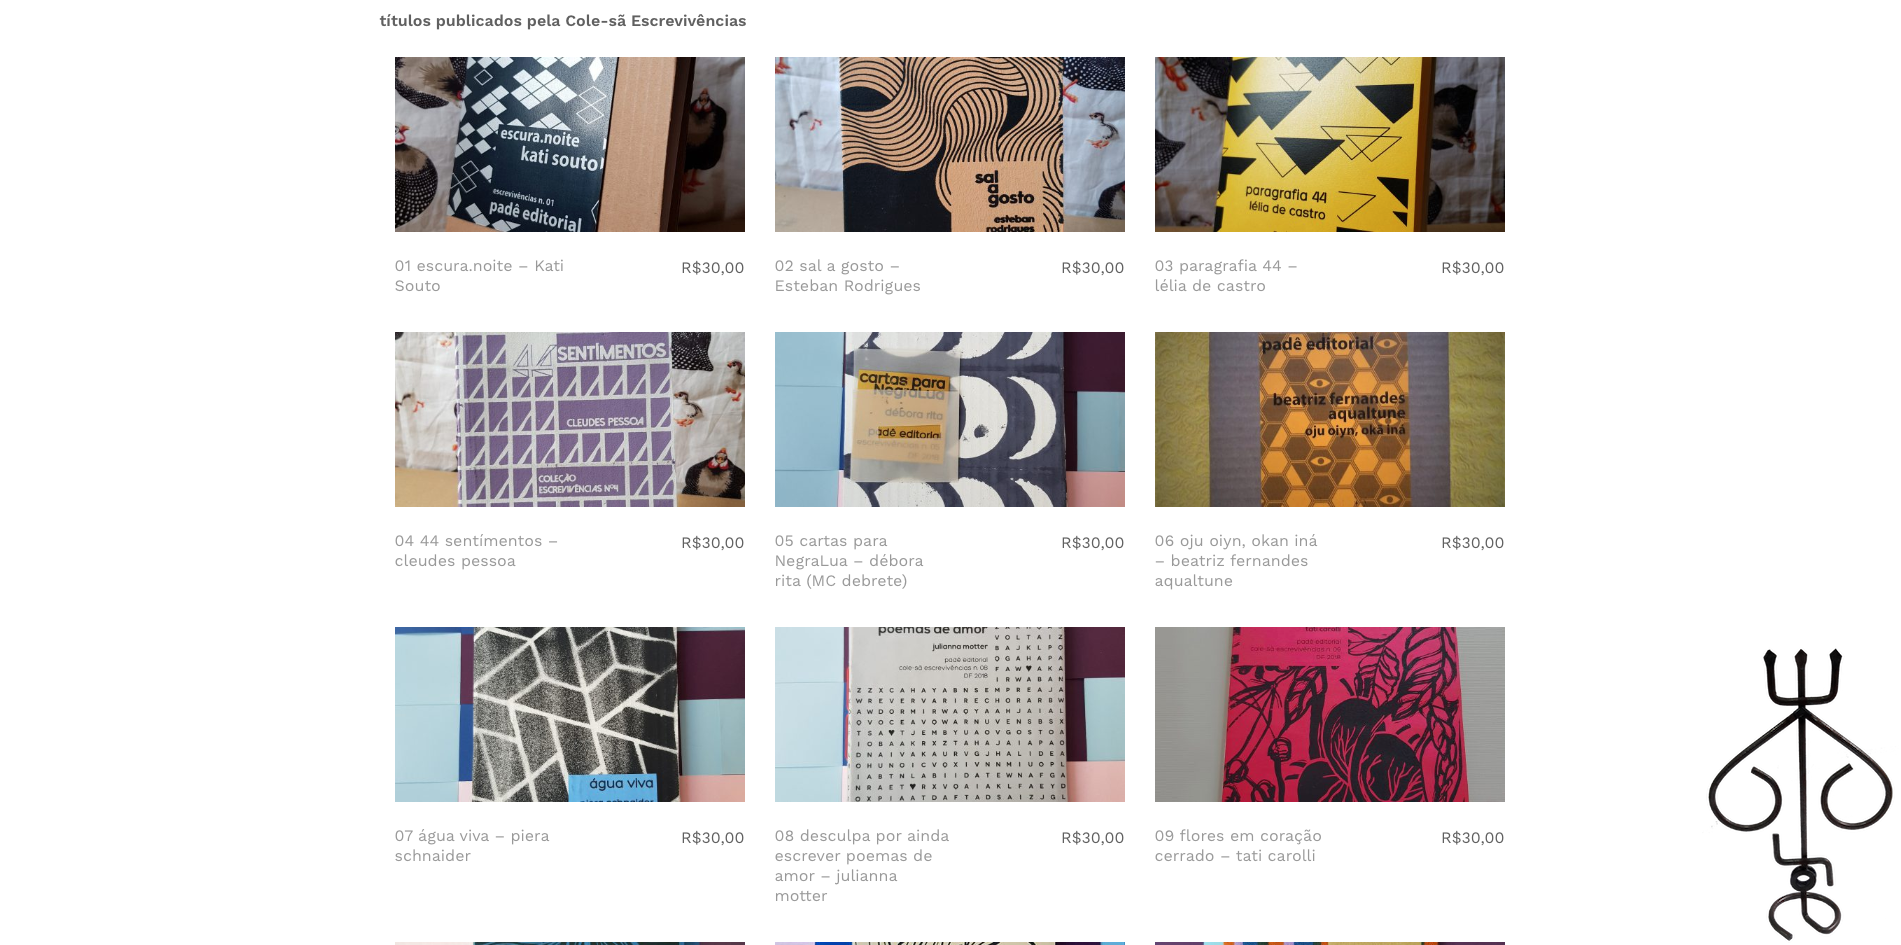 títulos publicados pela Cole-sã Escrevivências
escura.noite
kati souto
escrevivências n. 01
padê editorial
sal
a
gosto
esteban
rodrigues
paragrafia 44
lélia de castro
01 escura.noite – Kati
Souto
R$30,00
02 sal a gosto –
Esteban Rodrigues
R$30,00
03 paragrafia 44 –
lélia de castro
R$30,00
44 SENTÍMENTOS
CLEUDES PESSOA
COLEÇÃO
ESCREVIVÊNCIAS Nº4
cartas para
NegraLua
débora rita
padê editorial
padê editorial
beatriz fernandes
aqualtune
oju oiyn, okã iná
04 44 sentímentos –
cleudes pessoa
R$30,00
05 cartas para
NegraLua – débora
rita (MC debrete)
R$30,00
06 oju oiyn, okan iná
– beatriz fernandes
aqualtune
R$30,00
água viva
poemas de amor
julianna motter
padê editorial
cole-sã escrevivências n. 08
DF 2018
07 água viva – piera
schnaider
R$30,00
08 desculpa por ainda
escrever poemas de
amor – julianna
motter
R$30,00
09 flores em coração
cerrado – tati carolli
R$30,00